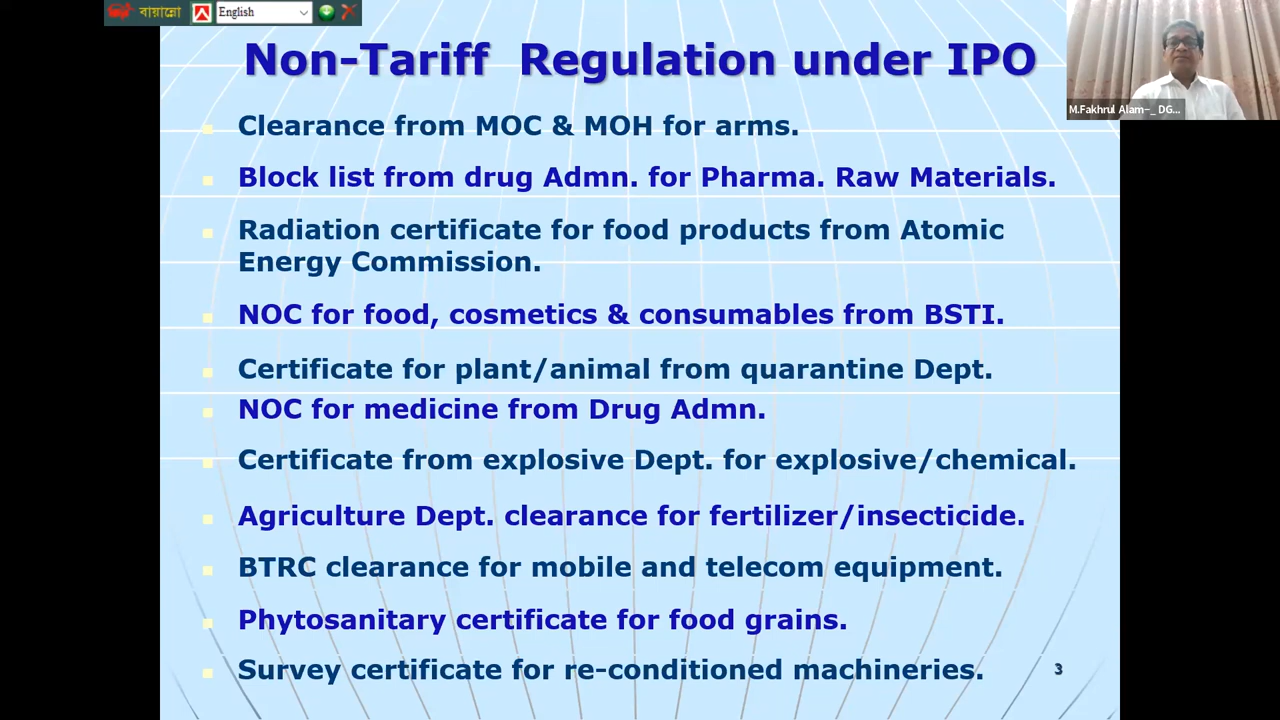 বায়ান্নো
English
Non-Tariff Regulation under IPO
M.Fakhrul Alam-_ DG...
Clearance from MOC & MOH for arms.
Block list from drug Admn. for Pharma. Raw Materials.
Radiation certificate for food products from Atomic
Energy Commission.
NOC for food, cosmetics & consumables from BSTI.
Certificate for plant/animal from quarantine Dept.
NOC for medicine from Drug Admn.
Certificate from explosive Dept. for explosive/chemical.
Agriculture Dept. clearance for fertilizer/insecticide.
BTRC clearance for mobile and telecom equipment.
Phytosanitary certificate for food grains.
Survey certificate for re-conditioned machineries.
3